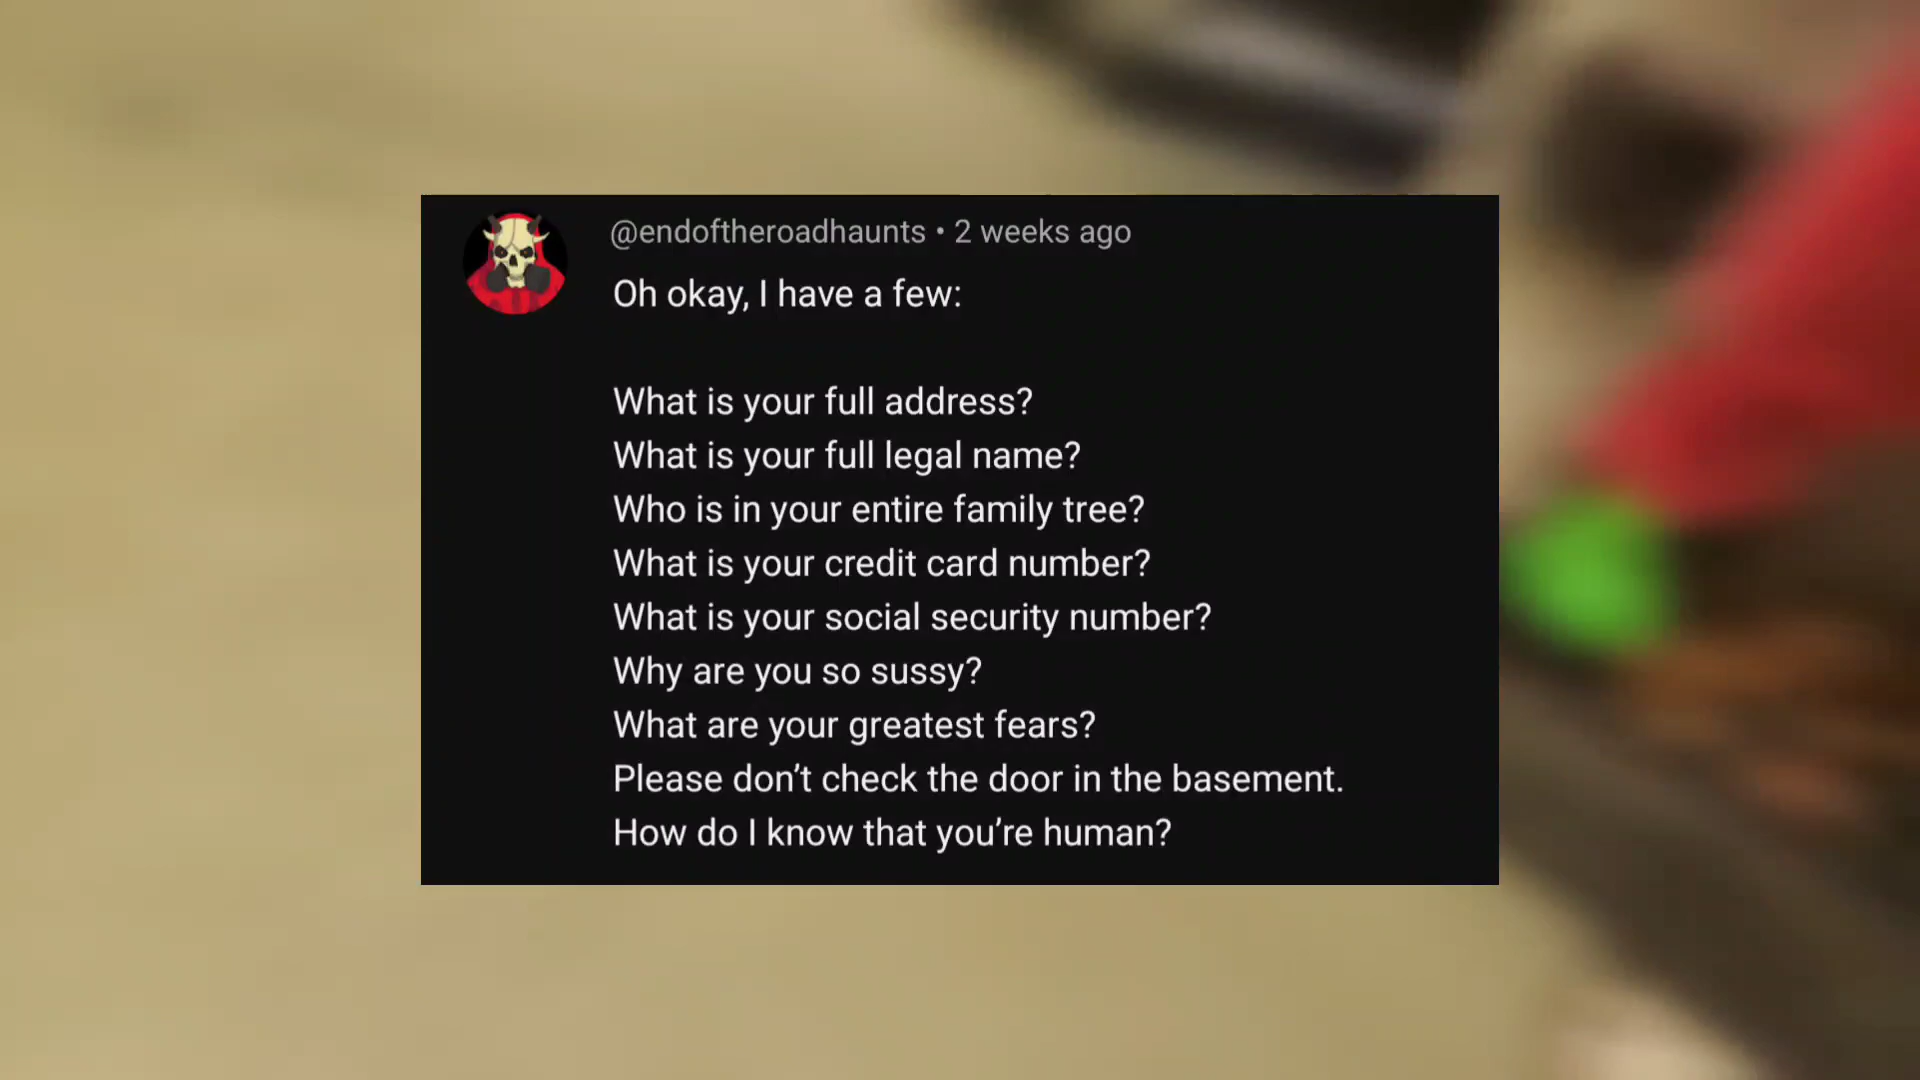 @endoftheroadhaunts • 2 weeks ago
Oh okay, I have a few:
What is your full address?
What is your full legal name?
Who is in your entire family tree?
What is your credit card number?
What is your social security number?
Why are you so sussy?
What are your greatest fears?
Please don’t check the door in the basement.
How do I know that you’re human?